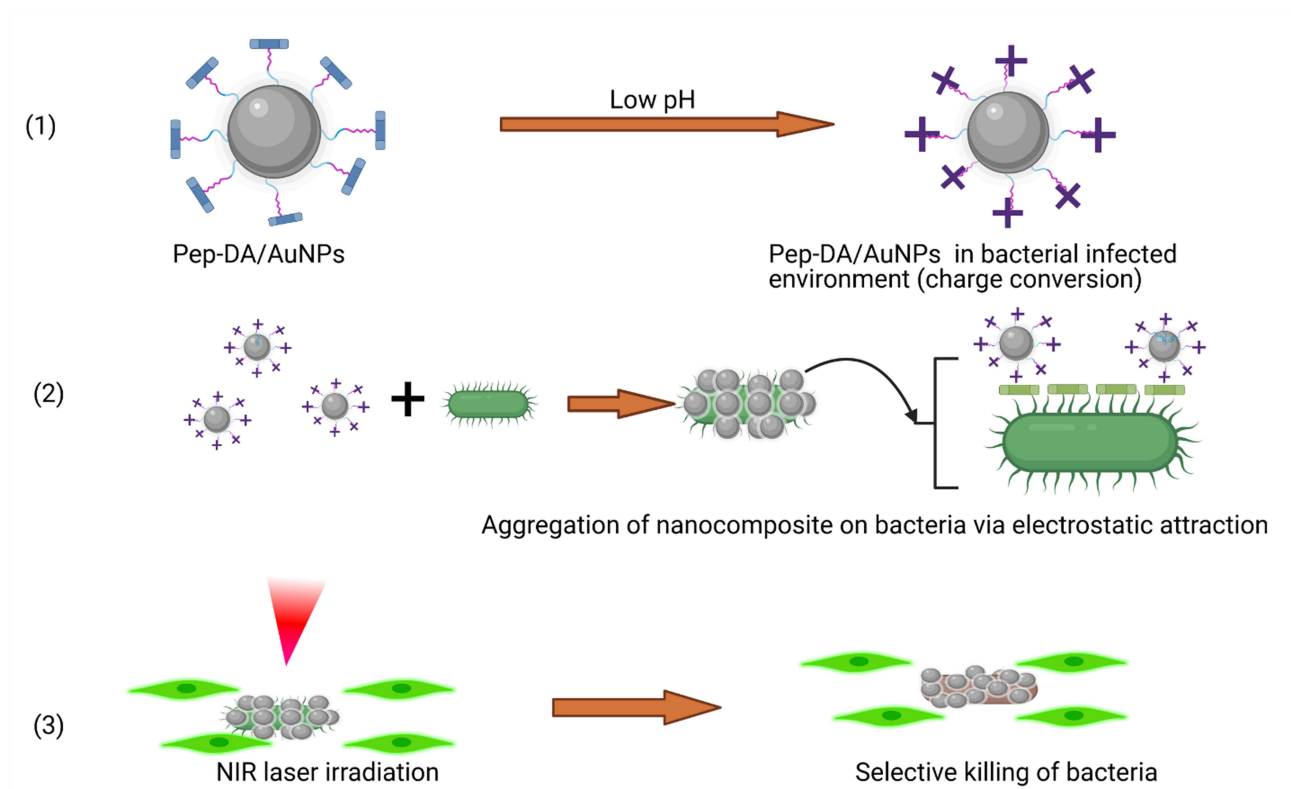 Low pH
(1)
Pep-DA/AuNPs
Pep-DA/AuNPs in bacterial infected
environment (charge conversion)
(2)
Aggregation of nanocomposite on bacteria via electrostatic attraction
(3)
NIR laser irradiation
Selective killing of bacteria